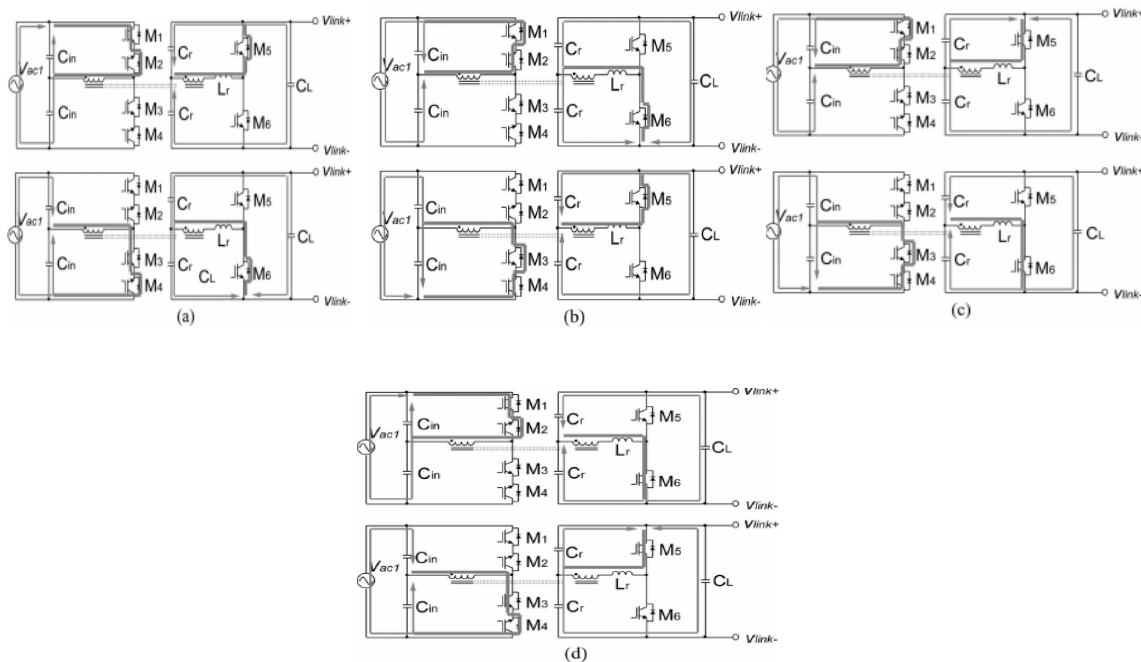 Vlink+
Cin
M1
Cr
M5
Vac1
M2
Lr
CL
Cin
M3
Cr
M6
M4
Vlink-
Vlink+
Cin
M1
Cr
M5
Vac1
M2
Lr
CL
Cin
M3
Cr
CL
M6
M4
Vlink-
(a)
Vlink+
Cin
M1
Cr
M5
Vac1
M2
Lr
CL
Cin
M3
Cr
M6
M4
Vlink-
Vlink+
Cin
M1
Cr
M5
Vac1
M2
Lr
CL
Cin
M3
Cr
M6
M4
Vlink-
(b)
Vlink+
Cin
M1
Cr
M5
Vac1
M2
Lr
CL
Cin
M3
Cr
M6
M4
Vlink-
Vlink+
Cin
M1
Cr
M5
Vac1
M2
Lr
CL
Cin
M3
Cr
M6
M4
Vlink-
(c)
Vlink+
Cin
M1
Cr
M5
Vac1
M2
Lr
CL
Cin
M3
Cr
M6
M4
Vlink-
Vlink+
Cin
M1
Cr
M5
Vac1
M2
Lr
CL
Cin
M3
Cr
M6
M4
Vlink-
(d)